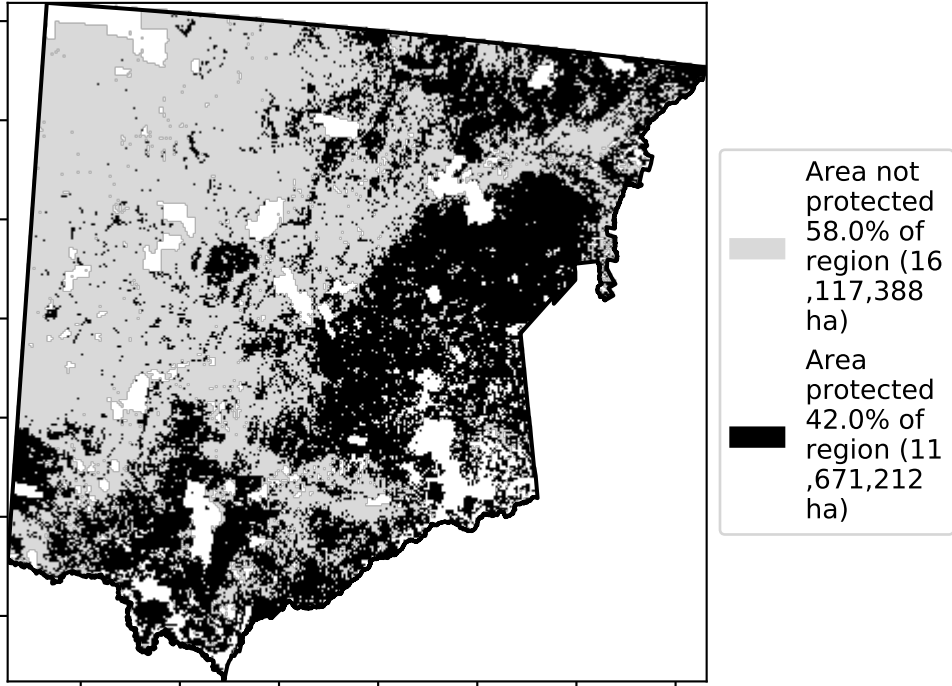 Area not
protected
58.0% of
region (16
,117,388
ha)
Area
protected
42.0% of
region (11
,671,212
ha)